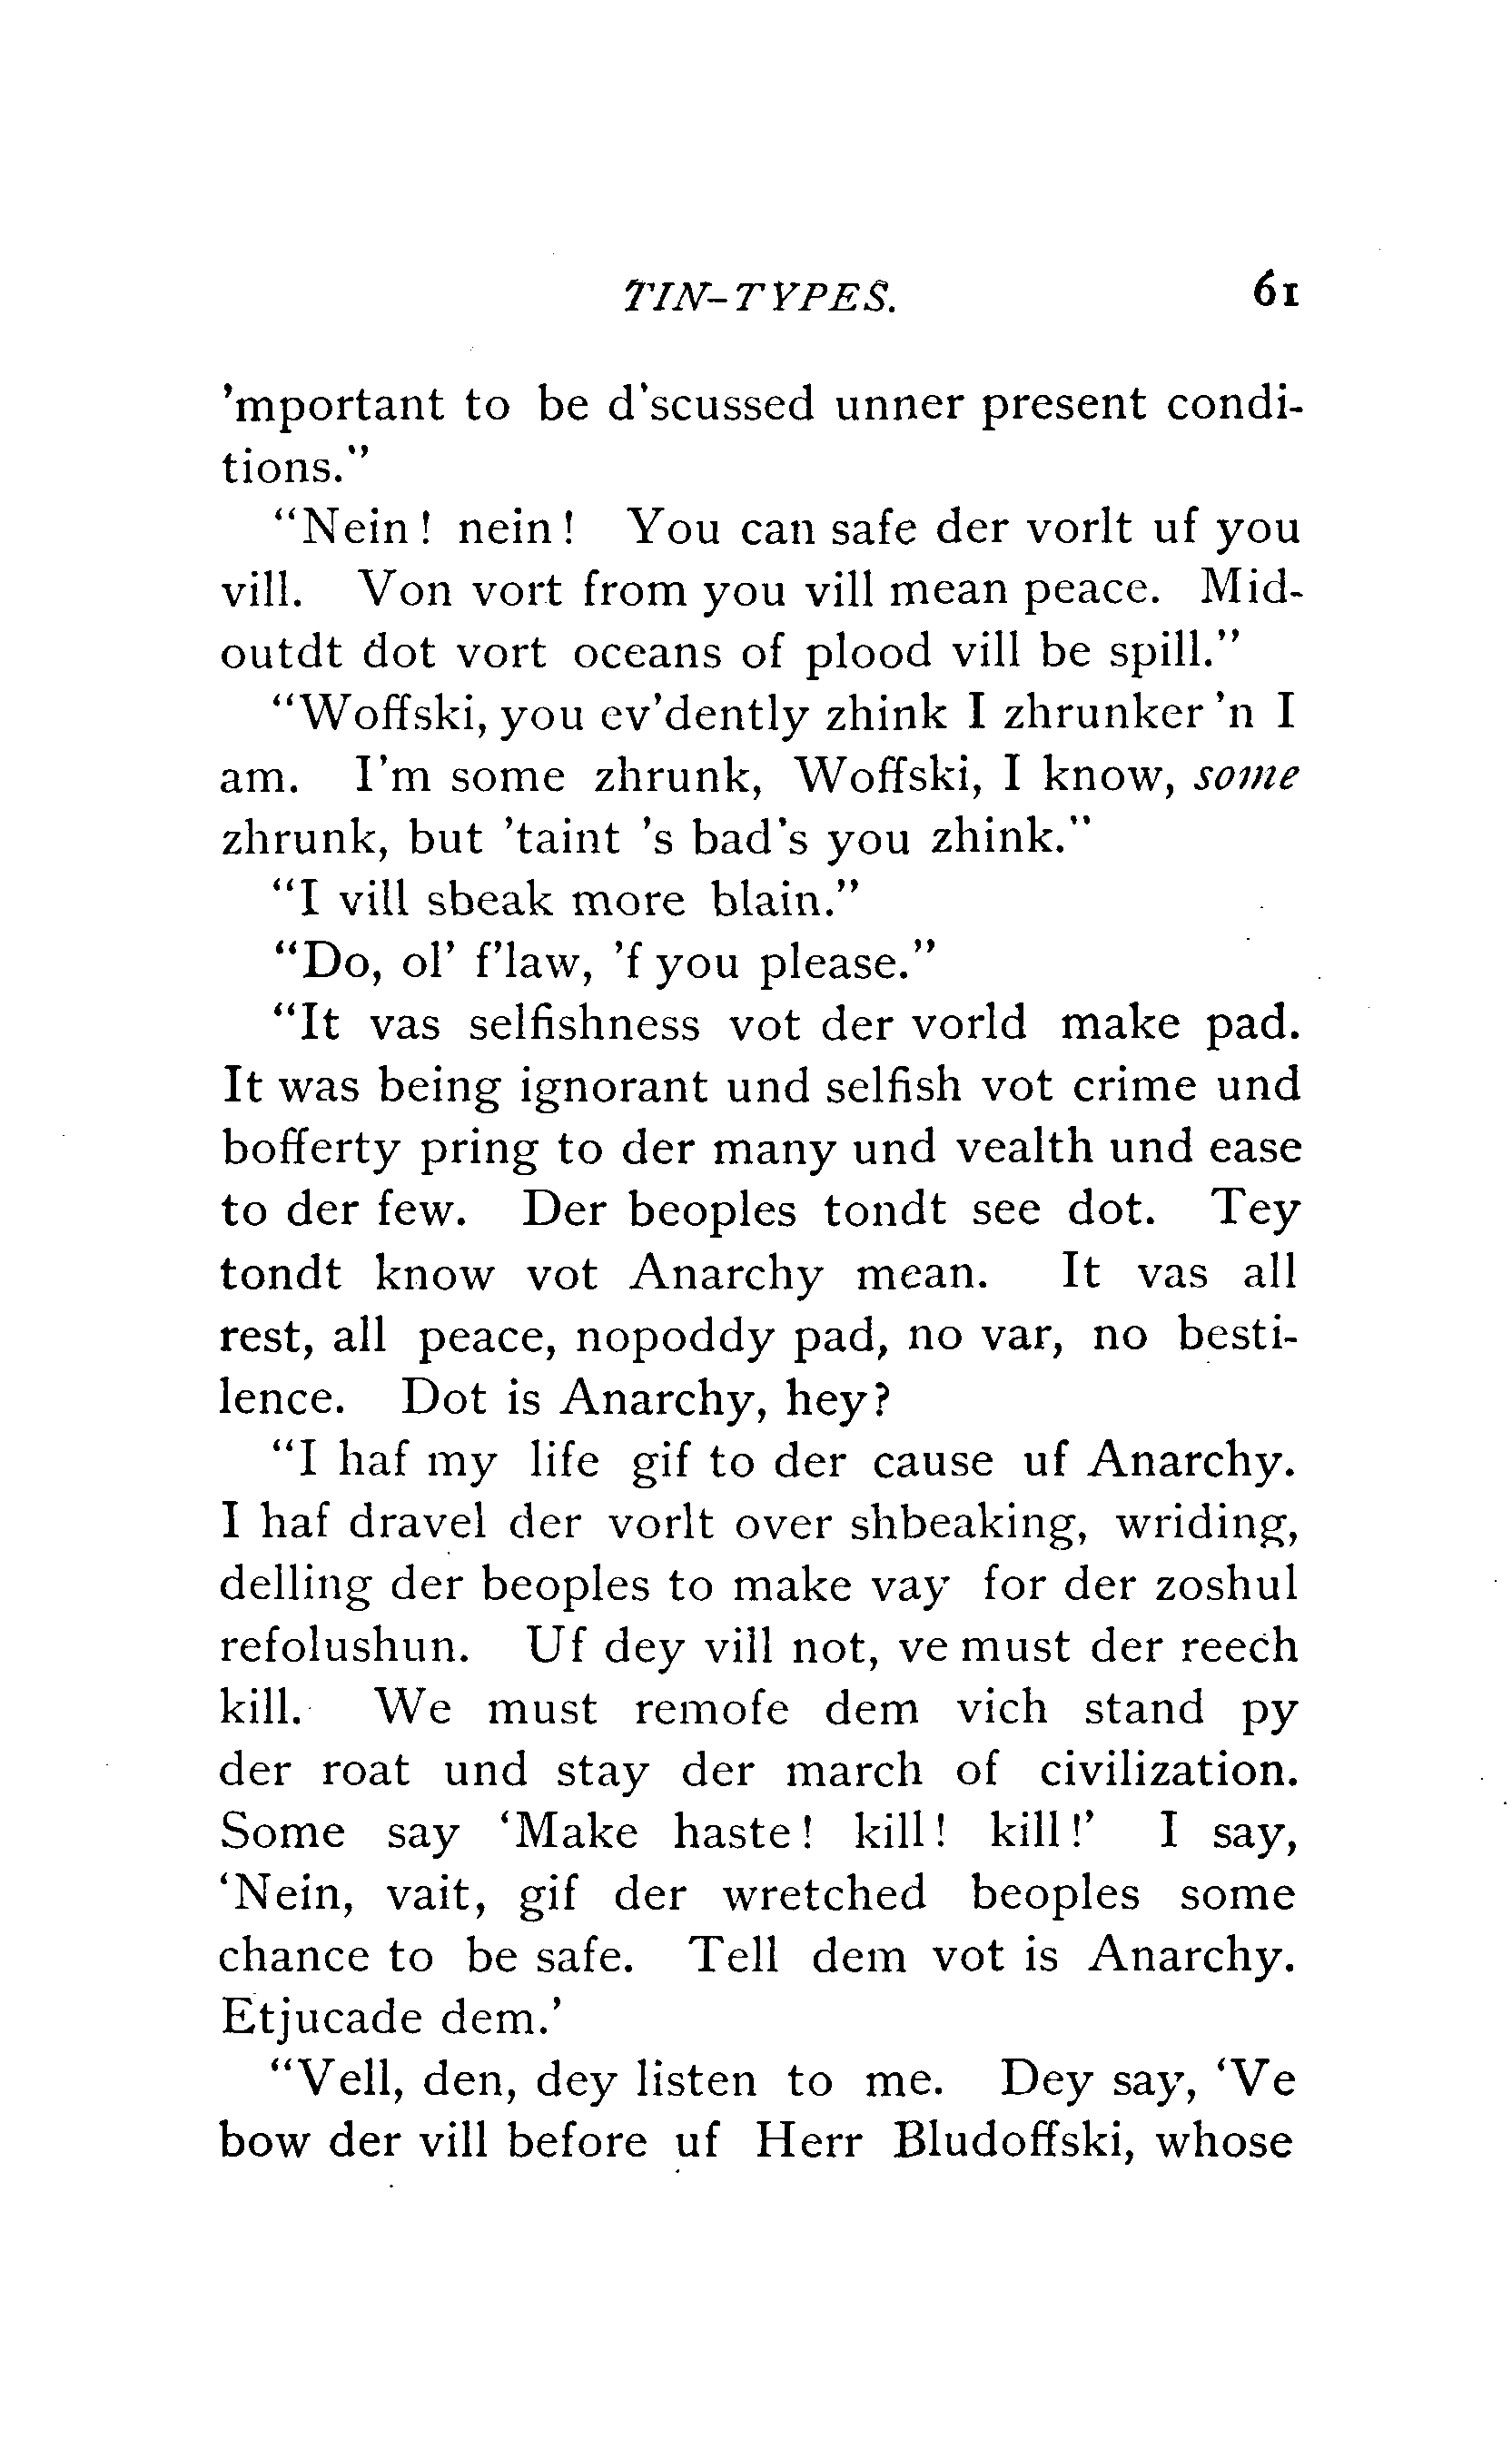 TIN-TYPES. 61
'mportant to be d'scussed unner present condi-
tions."
"Nein! nein! You can safe der vorlt uf you
vill. Von vort from you vill mean peace. Mid-
outdt dot vort oceans of plood vill be spill."
"Woffski, you ev'dently zhink I zhrunker 'n I
am. I'm some zhrunk, Woffski, I know, some
zhrunk, but 'taint 's bad's you zhink."
"I vill sbeak more blain."
"Do, ol' f'law, 'f you please."
"It vas selfishness vot der vorld make pad.
It was being ignorant und selfish vot crime und
bofferty pring to der many und vealth und ease
to der few. Der beoples tondt see dot. Tey
tondt know vot Anarchy mean. It vas all
rest, all peace, nopoddy pad, no var, no besti-
lence. Dot is Anarchy, hey?
"I haf my life gif to der cause uf Anarchy.
I haf dravel der vorlt over shbeaking, wriding,
delling der beoples to make vay for der zoshul
refolushun. Uf dey vill not, ve must der reech
kill. We must remofe dem vich stand py
der roat und stay der march of civilization.
Some say 'Make haste! kill! kill!' I say,
'Nein, vait, gif der wretched beoples some
chance to be safe. Tell dem vot is Anarchy.
Etjucade dem.'
"Vell, den, dey listen to me. Dey say, 'Ve
bow der vill before uf Herr Bludoffski, whose